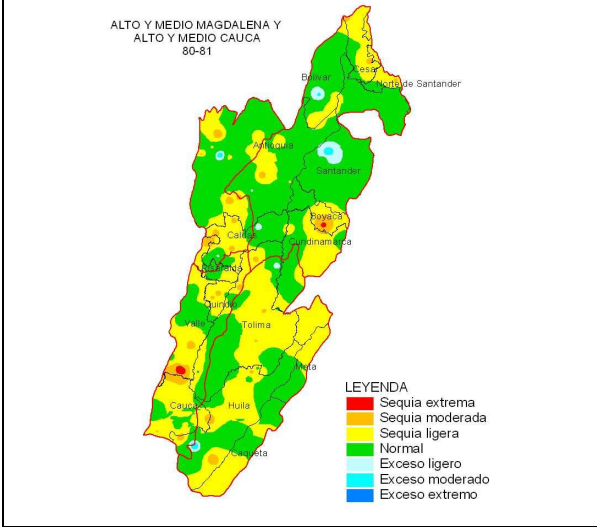 ALTO Y MEDIO MAGDALENA Y
ALTO Y MEDIO CAUCA
80-81
Cesar
Bolivar
Norte de Santander
Antioquia
Santander
Boyaca
Caldas
Cundinamarca
Risaralda
Quindio
Valle
Tolima
Meta
Cauca
Huila
Caqueta
LEYENDA
Sequia extrema
Sequia moderada
Sequia ligera
Normal
Exceso ligero
Exceso moderado
Exceso extremo